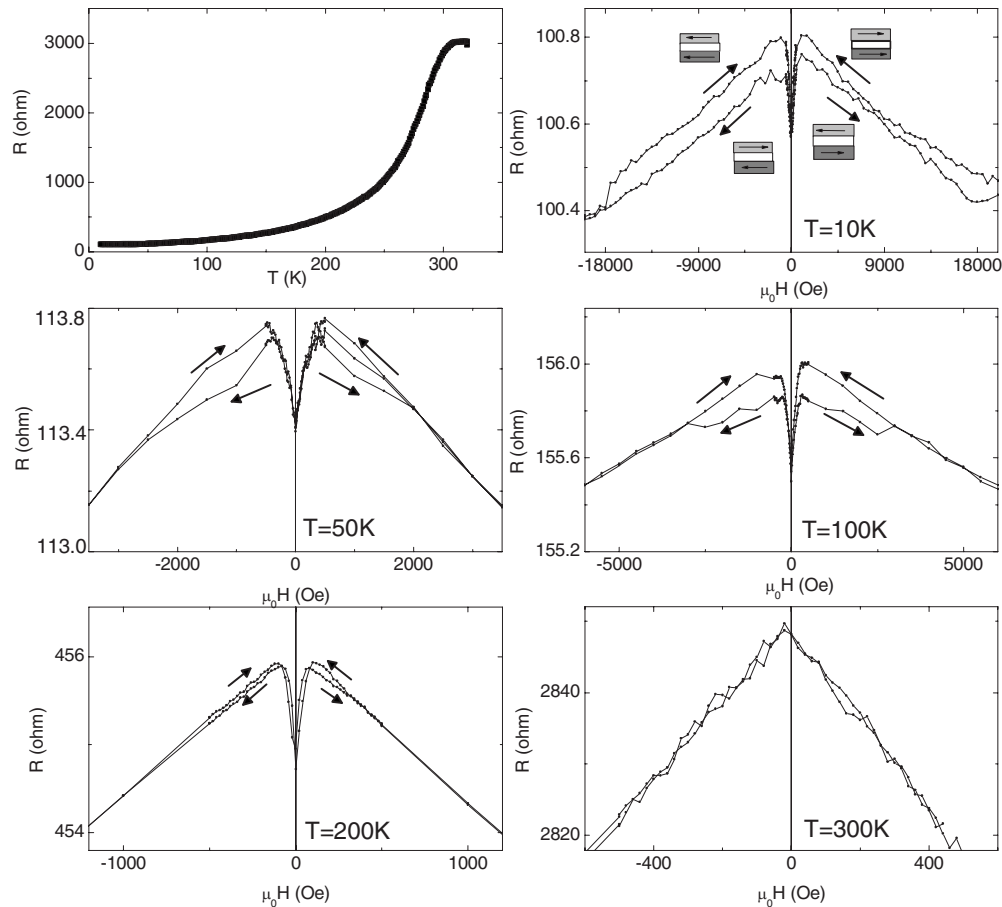 3000
2000
1000
0
R (ohm)
0 100 200 300
T (K)
100.8
100.6
100.4
R (ohm)
T=10K
-18000 -9000 0 9000 18000
μ0H (Oe)
113.8
113.4
113.0
R (ohm)
T=50K
-2000 0 2000
μ0H (Oe)
156.0
155.6
155.2
R (ohm)
T=100K
-5000 0 5000
μ0H (Oe)
456
454
R (ohm)
T=200K
-1000 0 1000
μ0H (Oe)
2840
2820
R (ohm)
T=300K
-400 0 400
μ0H (Oe)